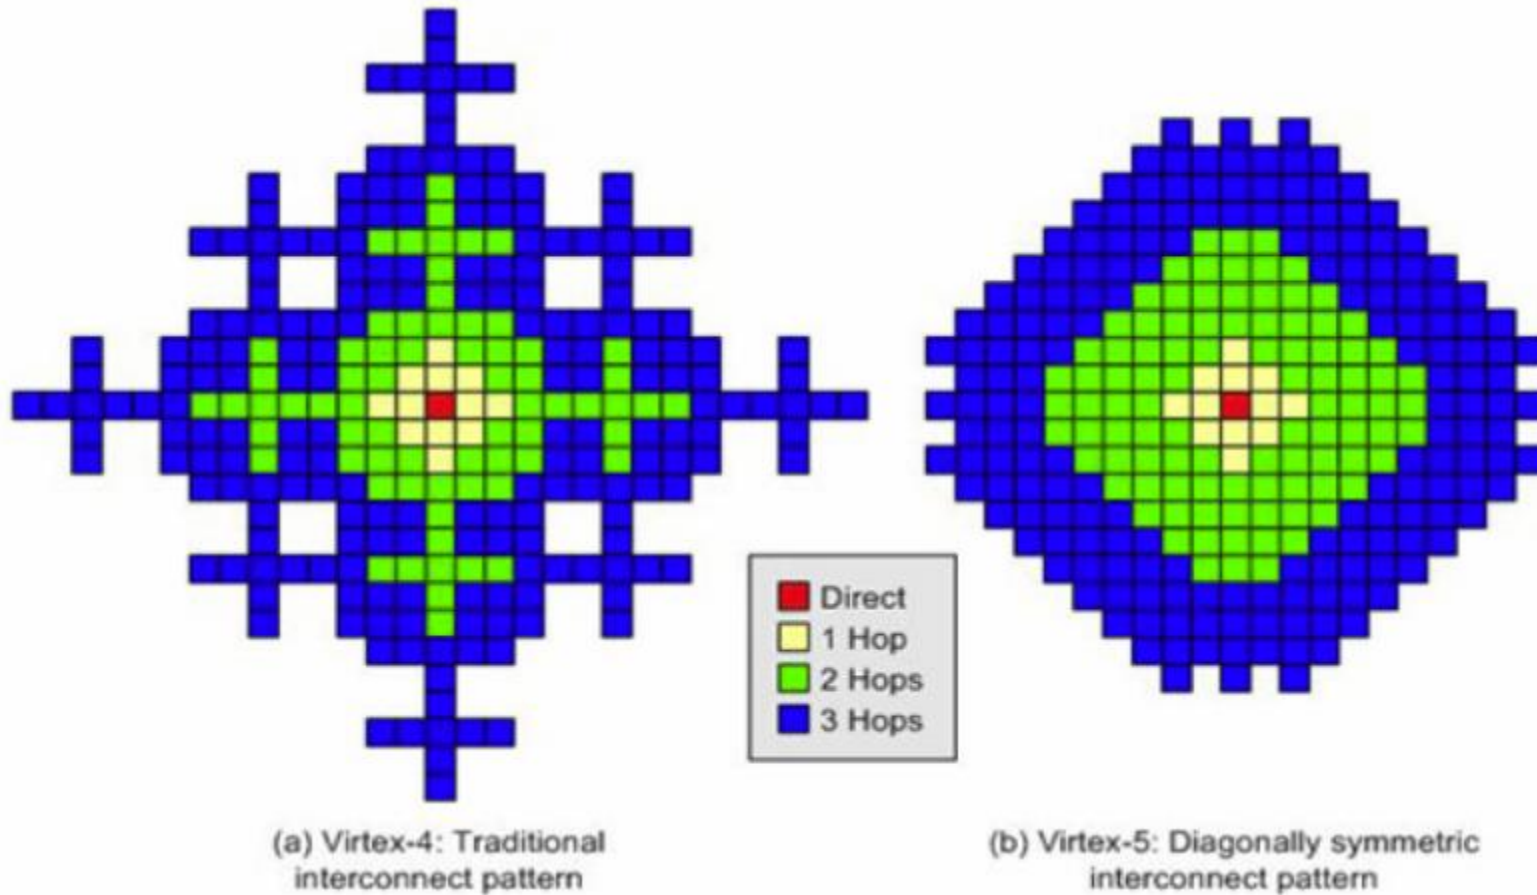 Direct
1 Hop
2 Hops
3 Hops
(a) Virtex-4: Traditional
interconnect pattern
(b) Virtex-5: Diagonally symmetric
interconnect pattern